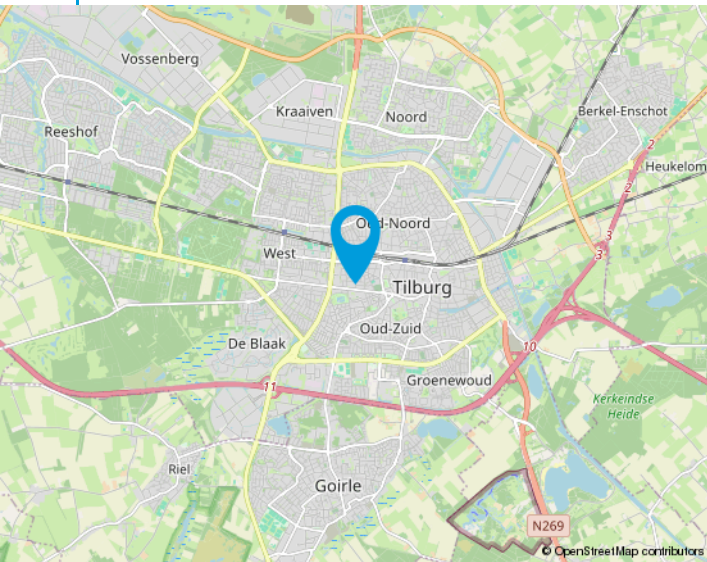 Vossenberg
Kraaiven
Noord
Berkel-Enschot
Reeshof
2
Heukelom
2
Oud-Noord
3
West
3
Tilburg
Oud-Zuid
De Blaak
10
Groenewoud
11
Kerkeindse
Heide
Riel
Goirle
N269
© OpenStreetMap contributors